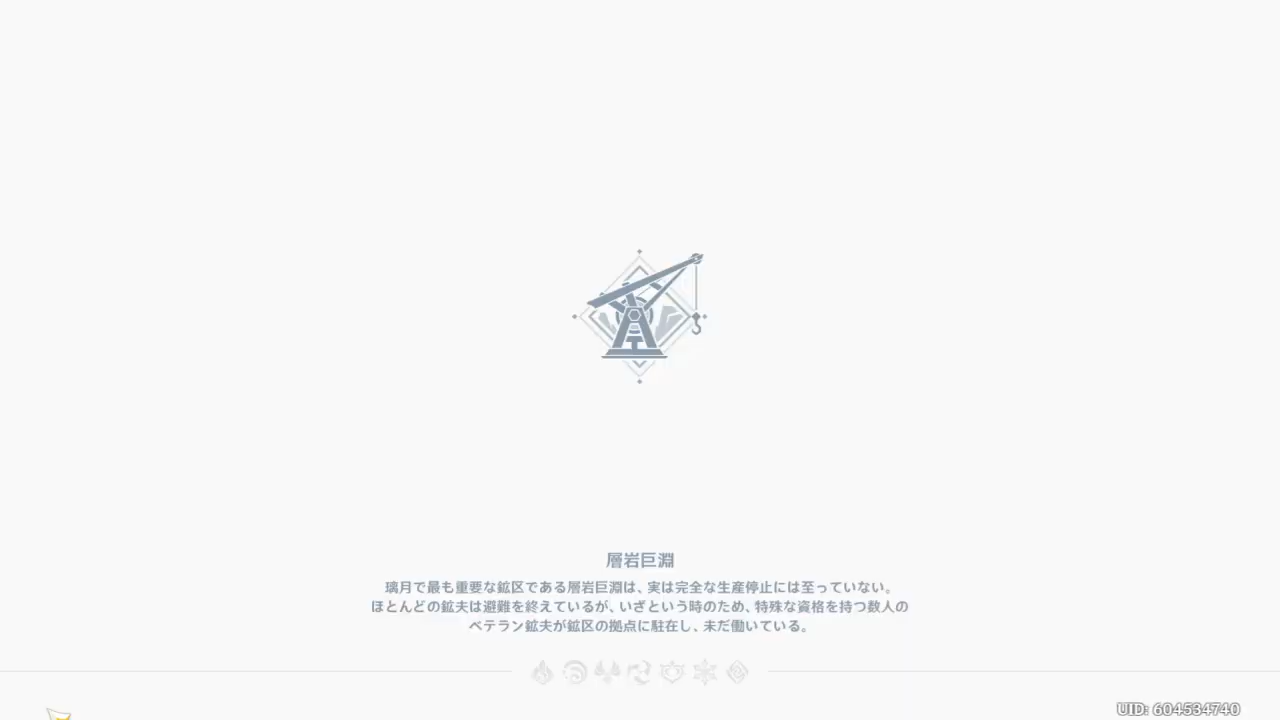 層岩巨淵
璃月で最も重要な鉱区である層岩巨淵は、実は完全な生産停止には至っていない。
ほとんどの鉱夫は避難を終えているが、いざという時のため、特殊な資格を持つ数人の
ベテラン鉱夫が鉱区の拠点に駐在し、未だ働いている。
UID: 604534740